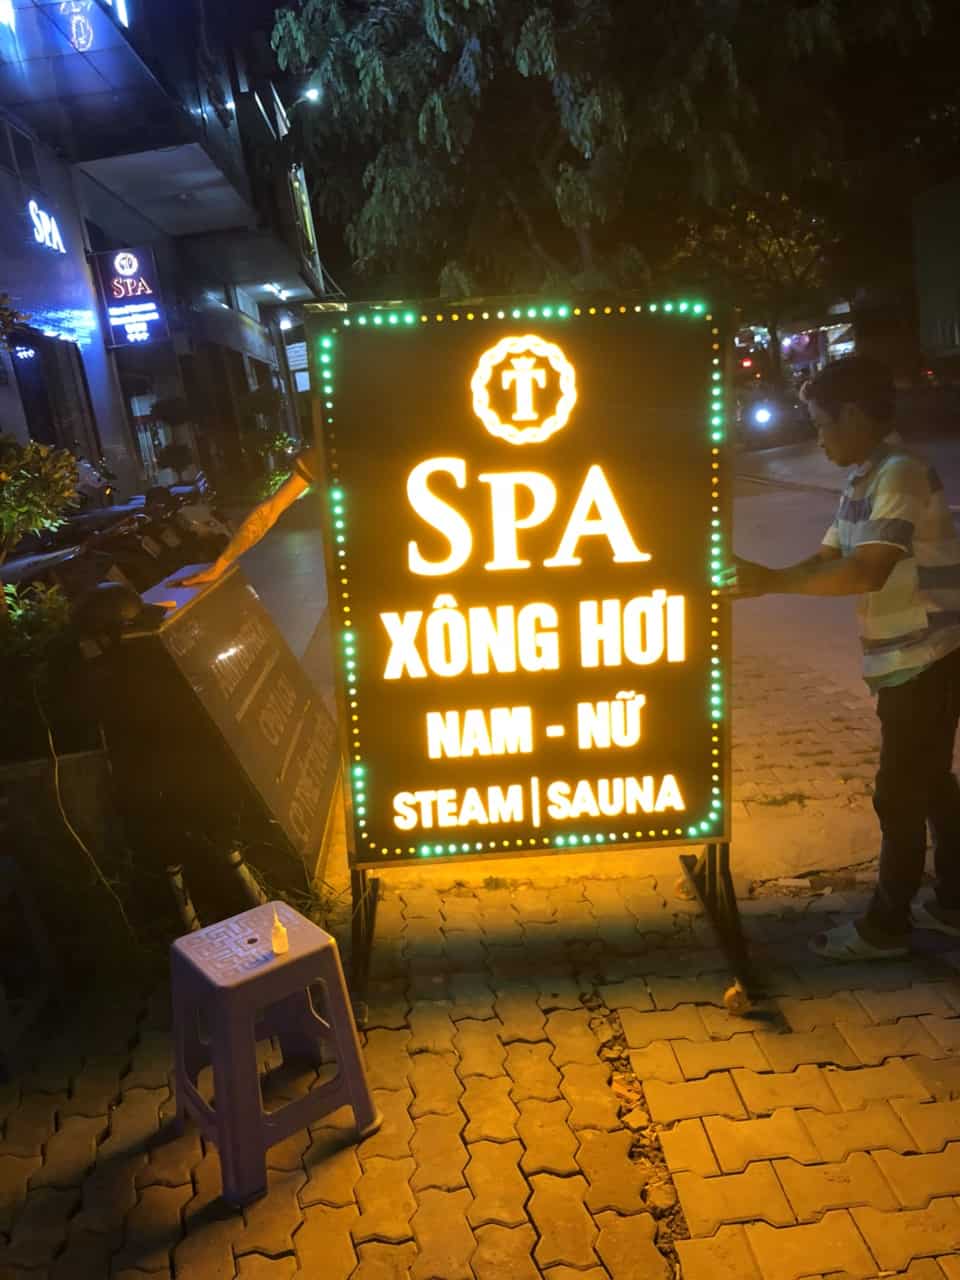 SPA
SPA
T
SPA
XÔNG HƠI
NAM - NỮ
STEAM | SAUNA